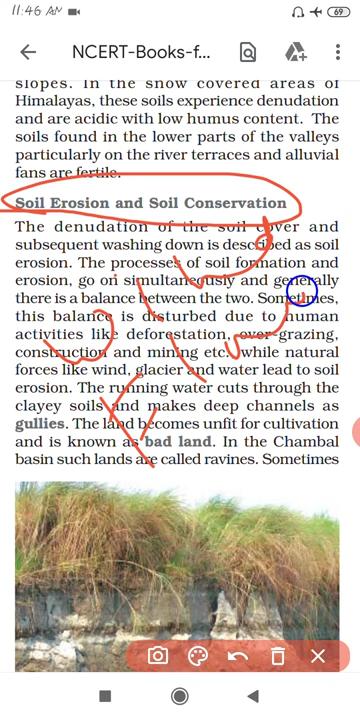 11:46 AM
69
NCERT-Books-f...
slopes. In the snow covered areas of
Himalayas, these soils experience denudation
and are acidic with low humus content. The
soils found in the lower parts of the valleys
particularly on the river terraces and alluvial
fans are fertile.
Soil Erosion and Soil Conservation
The denudation of the soil cover and
subsequent washing down is described as soil
erosion. The processes of soil formation and
erosion, go on simultaneously and generally
there is a balance between the two. Sometimes,
this balance is disturbed due to human
activities like deforestation, over-grazing,
construction and mining etc., while natural
forces like wind, glacier and water lead to soil
erosion. The running water cuts through the
clayey soils and makes deep channels as
gullies. The land becomes unfit for cultivation
and is known as bad land. In the Chambal
basin such lands are called ravines. Sometimes